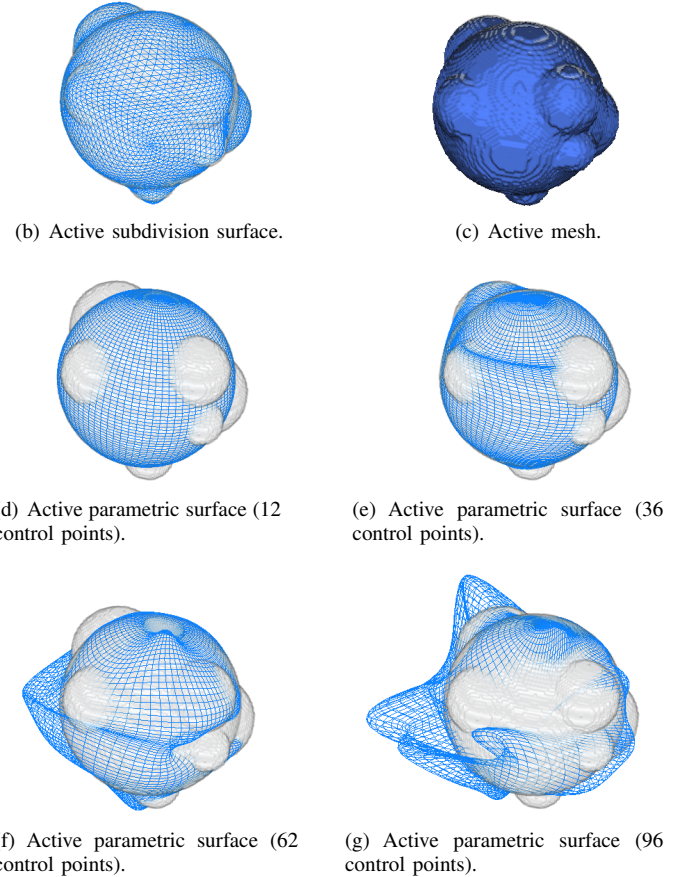 (b) Active subdivision surface.
(c) Active mesh.
d) Active parametric surface (12
control points).
(e) Active parametric surface (36
control points).
f) Active parametric surface (62
control points).
(g) Active parametric surface (96
control points).